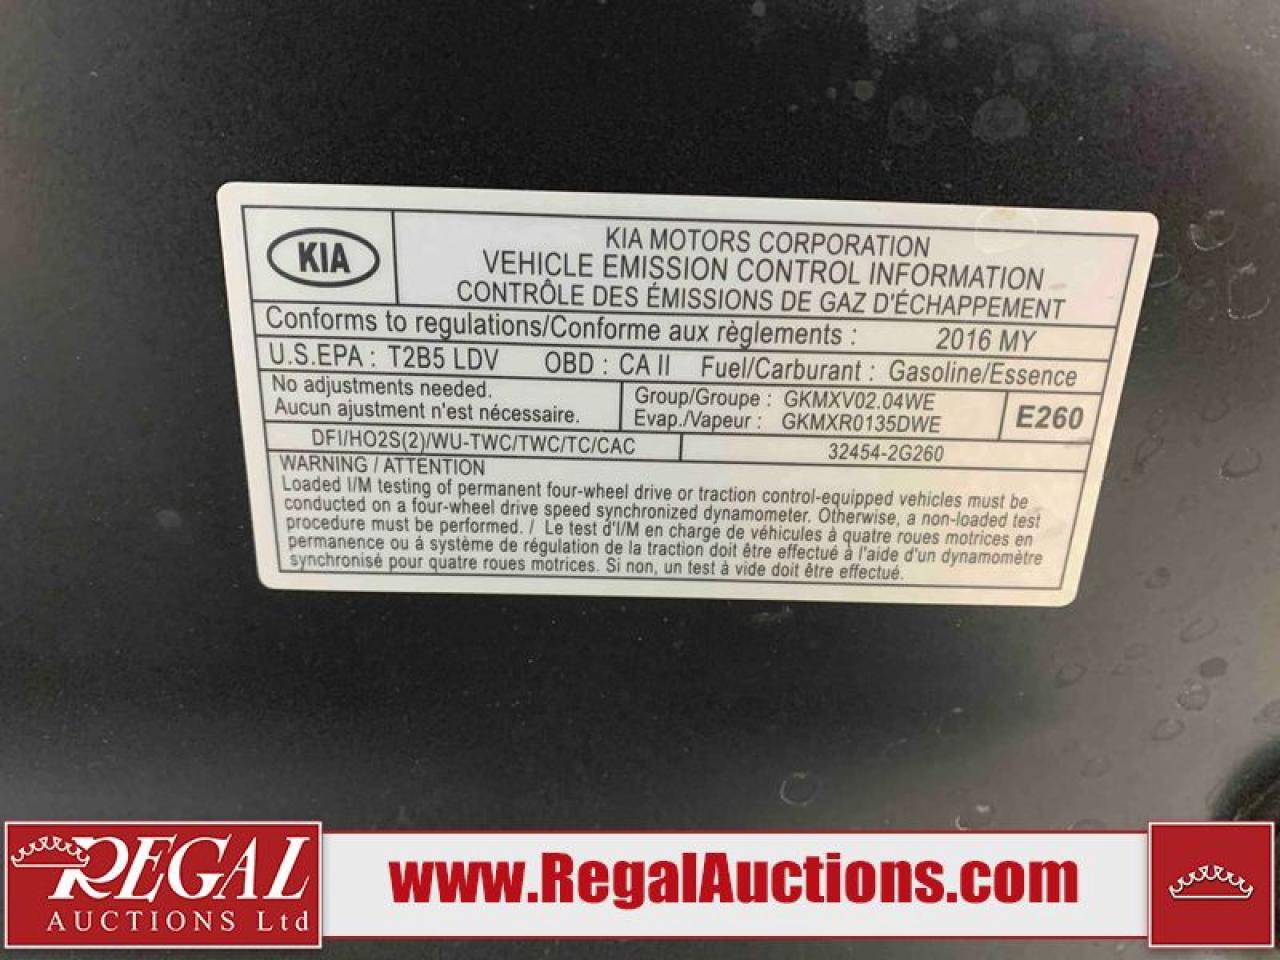 KIA
KIA MOTORS CORPORATION
VEHICLE EMISSION CONTROL INFORMATION
CONTRÔLE DES ÉMISSIONS DE GAZ D'ÉCHAPPEMENT
Conforms to regulations/Conforme aux règlements : 2016 MY
U.S.EPA : T2B5 LDV OBD : CA II Fuel/Carburant : Gasoline/Essence
No adjustments needed.
Aucun ajustment n'est nécessaire.
Group/Groupe : GKMXV02.04WE
Evap./Vapeur : GKMXR0135DWE
E260
DFI/HO2S(2)/WU-TWC/TWC/TC/CAC 32454-2G260
WARNING / ATTENTION
Loaded I/M testing of permanent four-wheel drive or traction control-equipped vehicles must be
conducted on a four-wheel drive speed synchronized dynamometer. Otherwise, a non-loaded test
procedure must be performed. / Le test d'I/M en charge de véhicules à quatre roues motrices en
permanence ou á système de régulation de la traction doit être effectué à l'aide d'un dynamomètre
synchronisé pour quatre roues motrices. Si non, un test à vide doit être effectué.
REGAL
AUCTIONS Ltd
www.RegalAuctions.com